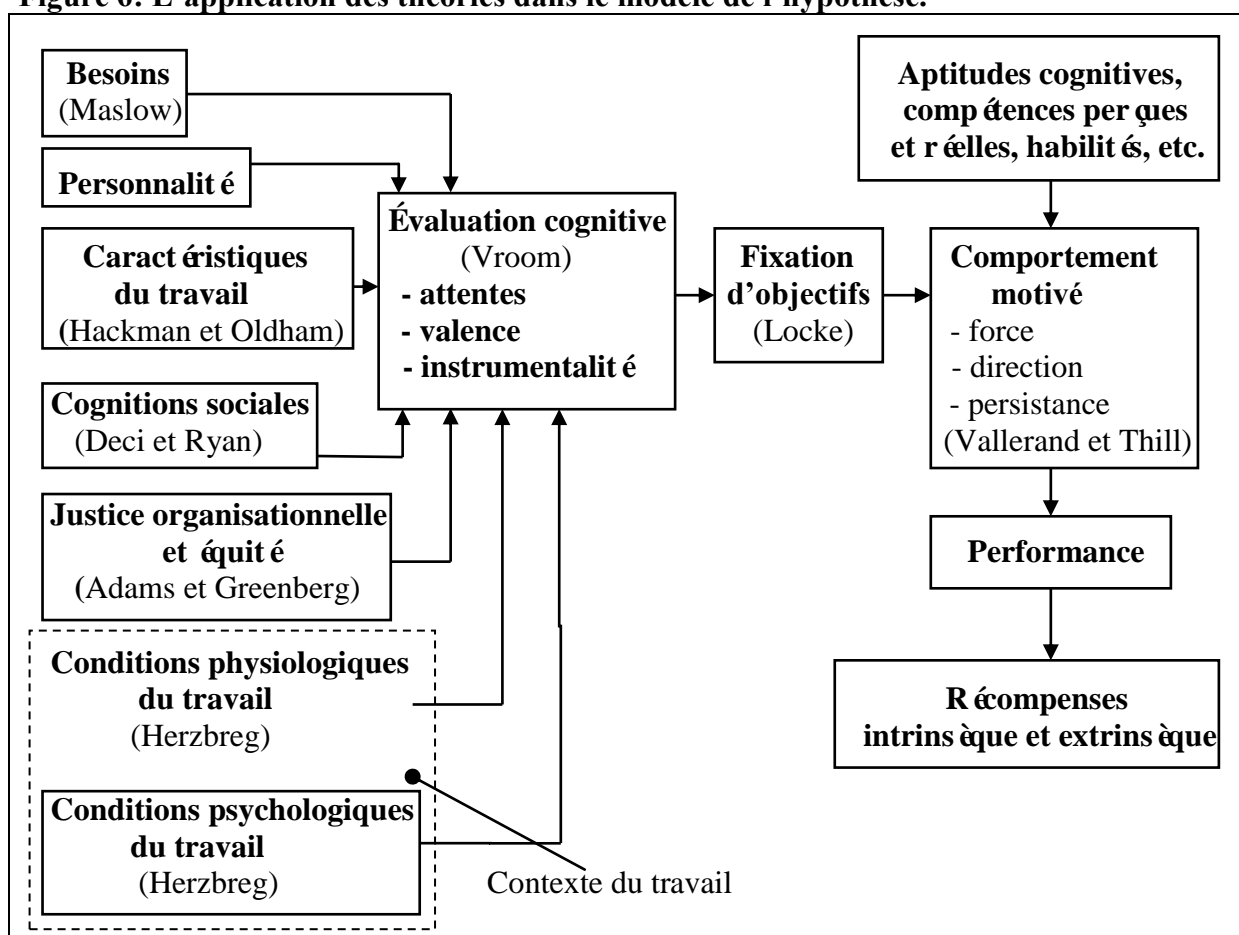 Figure 6: L'application des théories dans le modèle de l'hypothèse.
Besoins
(Maslow)
Personnalité
Caractéristiques
du travail
(Hackman et Oldham)
Cognitions sociales
(Deci et Ryan)
Justice organisationnelle
et équité
(Adams et Greenberg)
Conditions physiologiques
du travail
(Herzbreg)
Conditions psychologiques
du travail
(Herzbreg)
Contexte du travail
Évaluation cognitive
(Vroom)
- attentes
- valence
- instrumentalité
Fixation
d'objectifs
(Locke)
Aptitudes cognitives,
compétences perçues
et réelles, habilités, etc.
Comportement
motivé
- force
- direction
- persistance
(Vallerand et Thill)
Performance
Récompenses
intrinsèque et extrinsèque